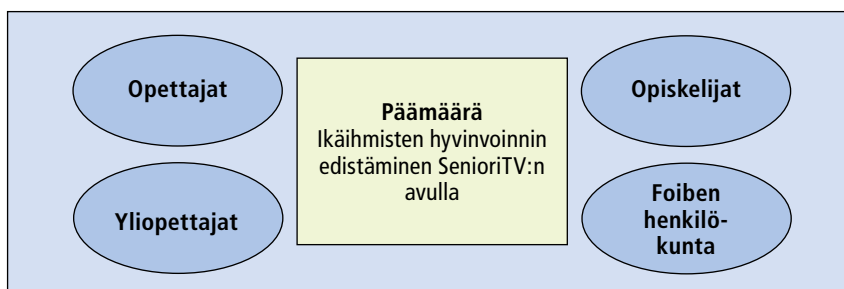 Opettajat
Yliopettajat
Päämäärä
Ikäihmisten hyvinvoinnin
edistäminen SenioriTV:n
avulla
Opiskelijat
Foiben
henkilö-
kunta